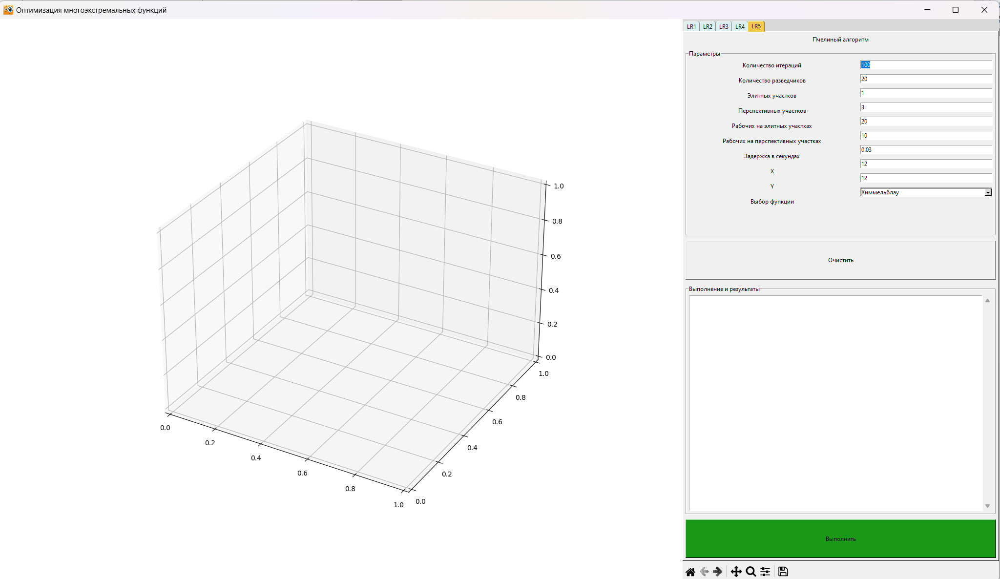 Оптимизация многоэкстремальных функций
LR1 LR2 LR3 LR4 LR5
Пчелиный алгоритм
Параметры
Количество итераций 100
Количество разведчиков 20
Элитных участков 1
Перспективных участков 3
Рабочих на элитных участках 20
Рабочих на перспективных участках 10
Задержка в секундах 0.03
X 12
Y 12
Выбор функции Химмельблау
Очистить
Выполнение и результаты
Выполнить
1.0
0.8
0.6
0.4
0.2
0.0
1.0
0.8
0.6
0.4
0.2
0.0
0.0
0.2
0.4
0.6
0.8
1.0